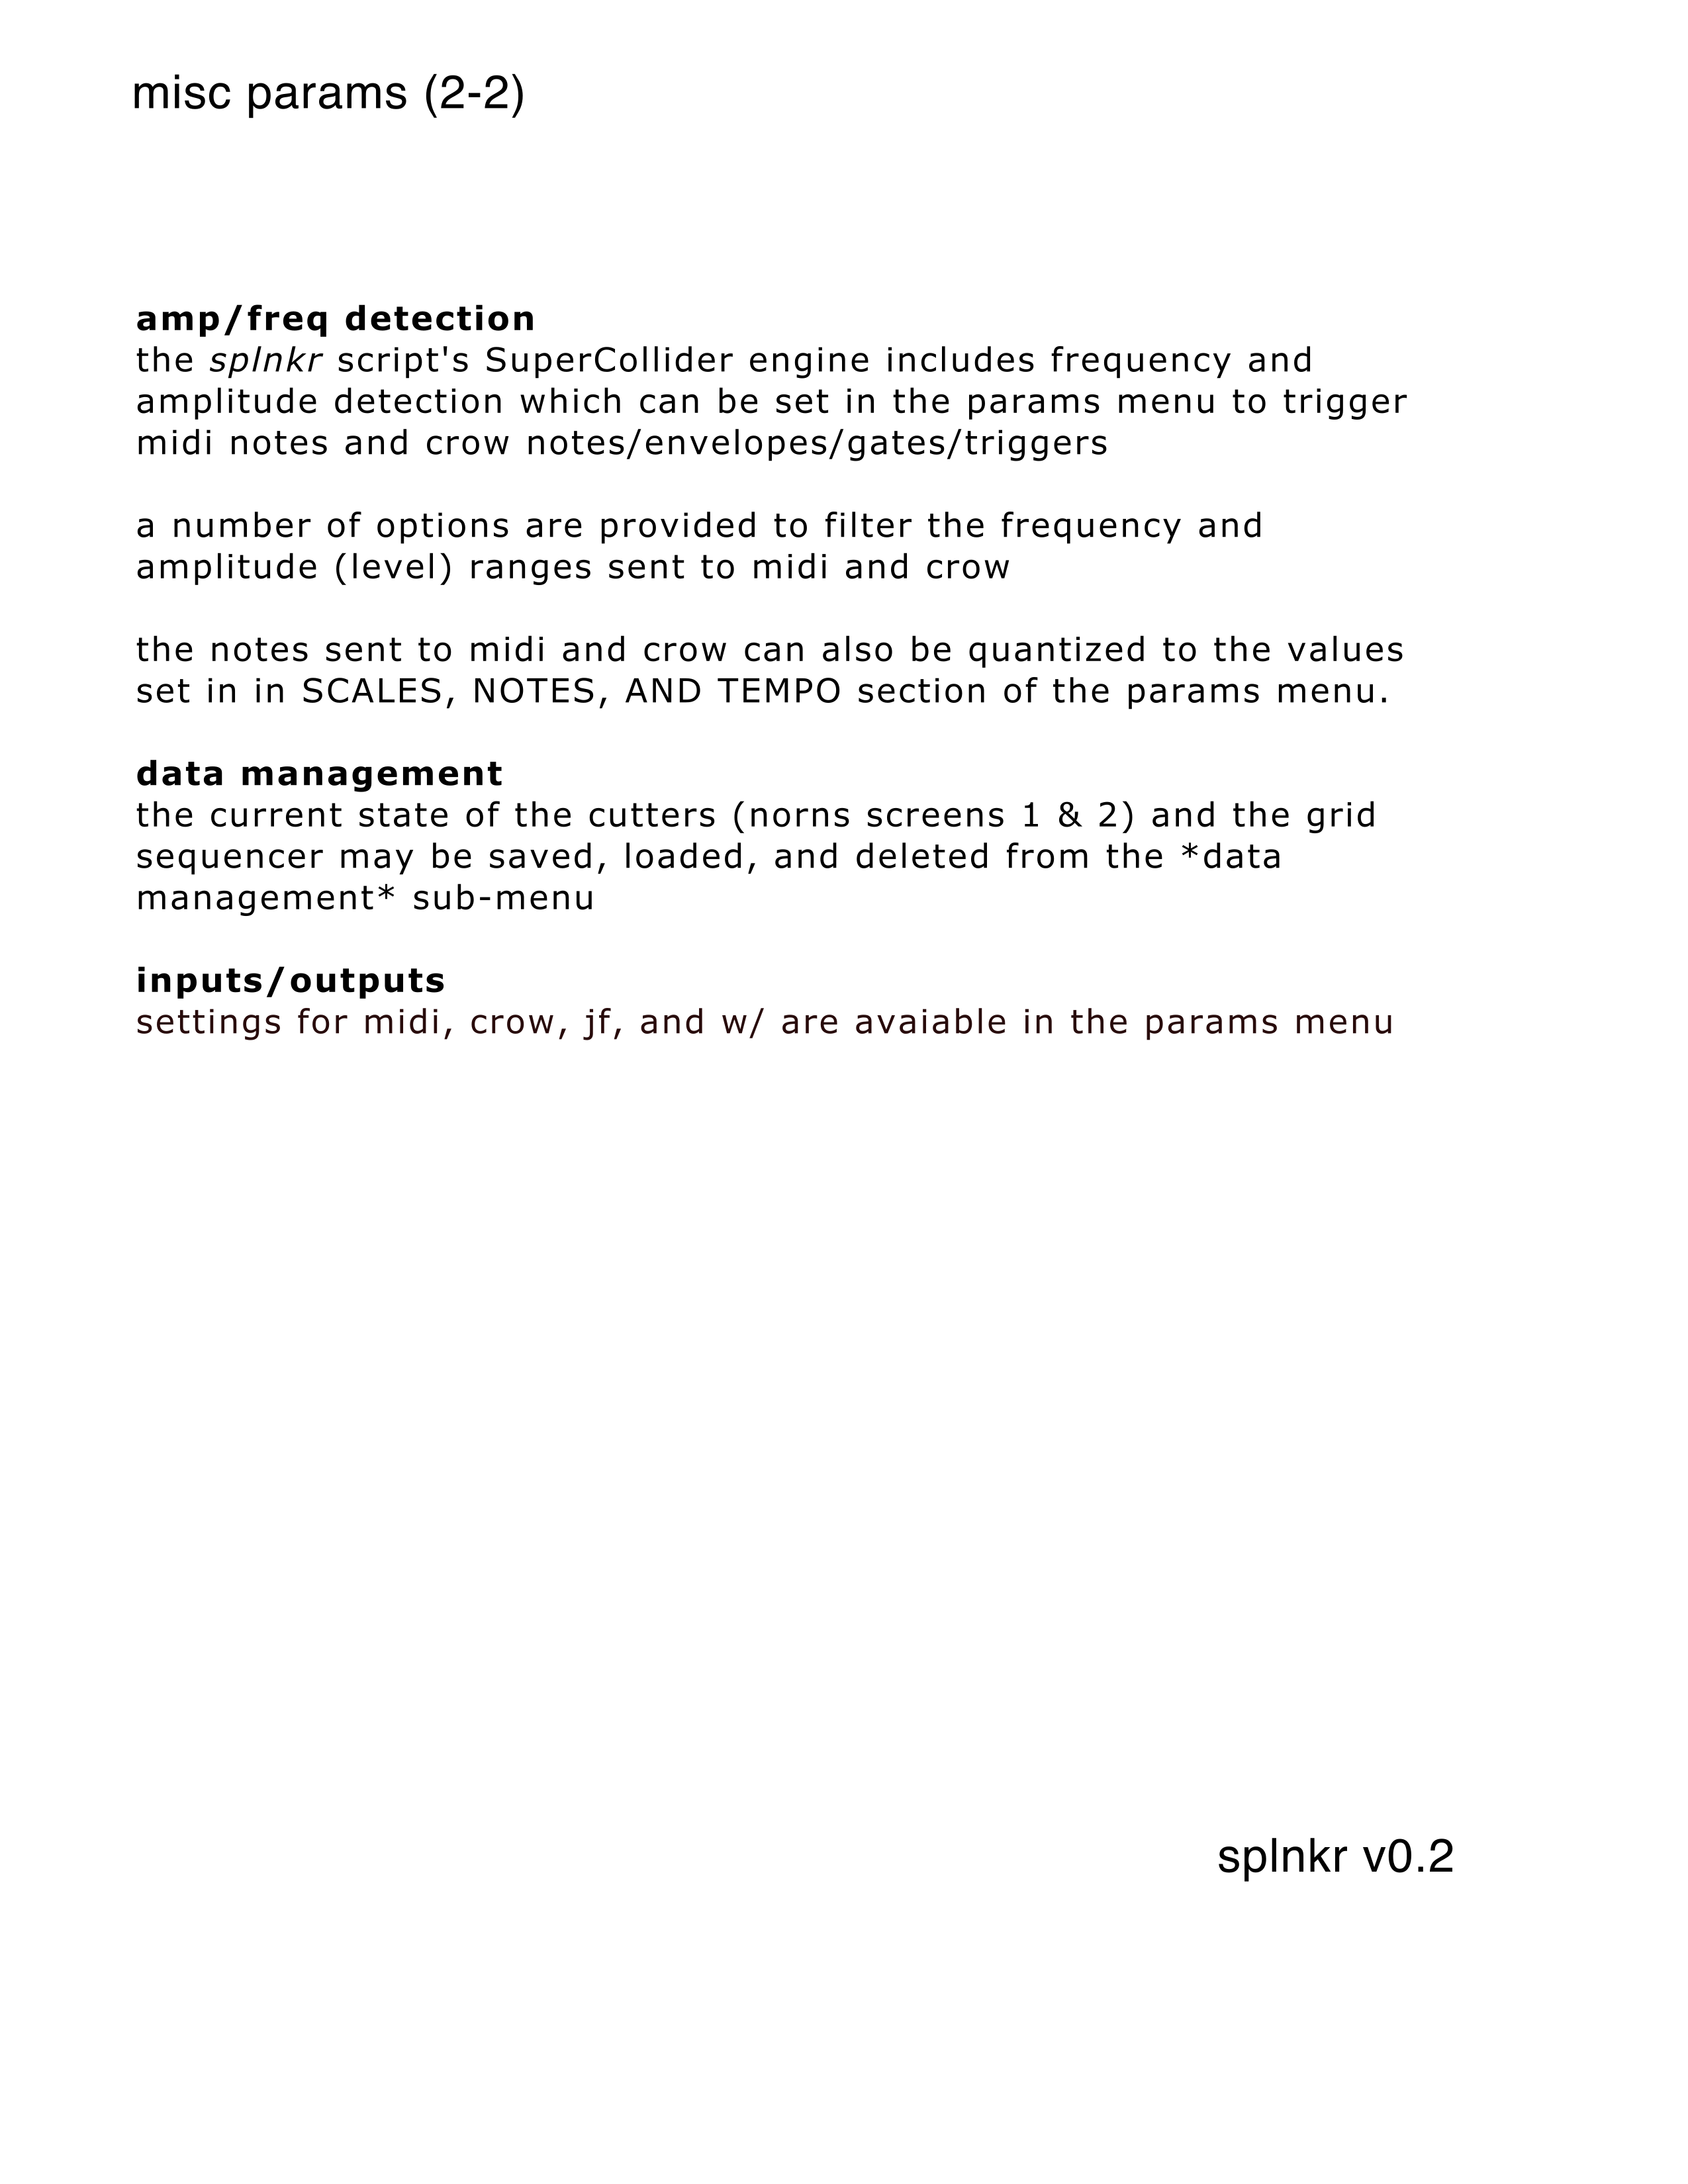 misc params (2-2)
amp/freq detection
the splnkr script's SuperCollider engine includes frequency and
amplitude detection which can be set in the params menu to trigger
midi notes and crow notes/envelopes/gates/triggers
a number of options are provided to filter the frequency and
amplitude (level) ranges sent to midi and crow
the notes sent to midi and crow can also be quantized to the values
set in in SCALES, NOTES, AND TEMPO section of the params menu.
data management
the current state of the cutters (norns screens 1 & 2) and the grid
sequencer may be saved, loaded, and deleted from the *data
management* sub-menu
inputs/outputs
settings for midi, crow, jf, and w/ are avaiable in the params menu
splnkr v0.2